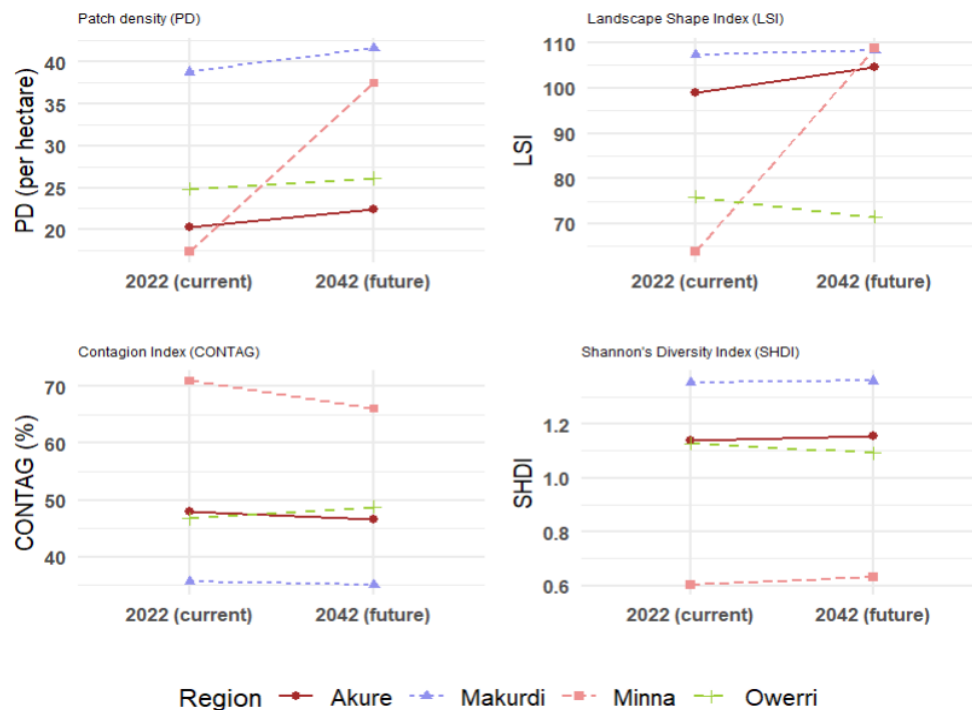 Patch density (PD)
PD (per hectare)
40
35
30
25
20
2022 (current) 2042 (future)
Landscape Shape Index (LSI)
LSI
110
100
90
80
70
2022 (current) 2042 (future)
Contagion Index (CONTAG)
CONTAG (%)
70
60
50
40
2022 (current) 2042 (future)
Shannon's Diversity Index (SHDI)
SHDI
1.2
1.0
0.8
0.6
2022 (current) 2042 (future)
Region Akure Makurdi Minna Owerri